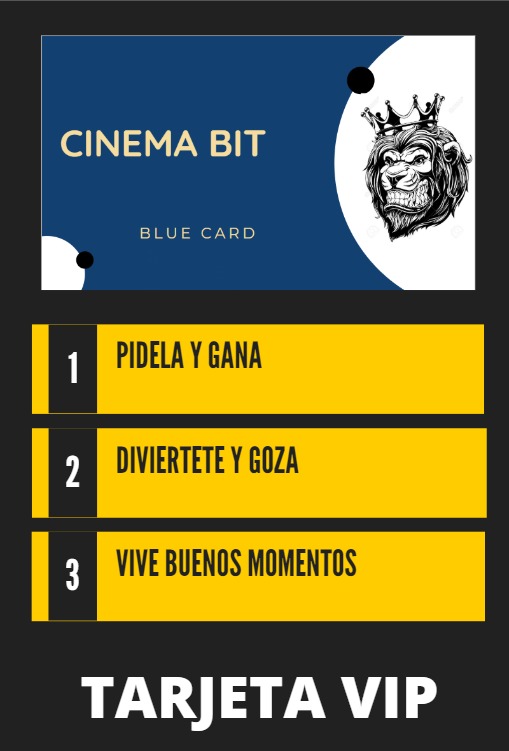 CINEMA BIT
BLUE CARD
1
PIDELA Y GANA
2
DIVIERTETE Y GOZA
3
VIVE BUENOS MOMENTOS
TARJETA VIP